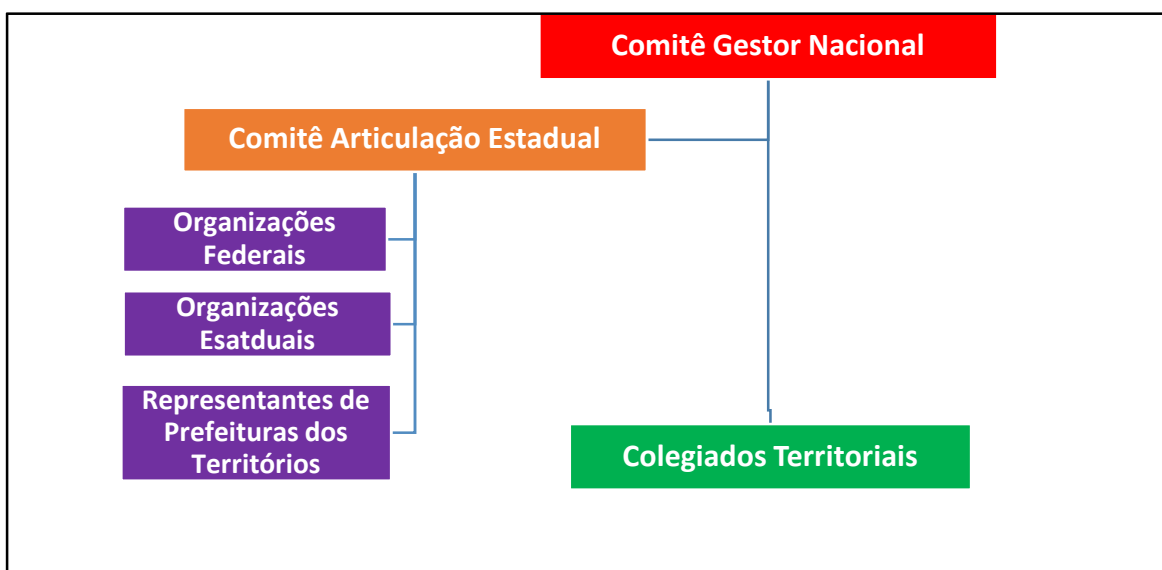 Comitê Gestor Nacional
Comitê Articulação Estadual
Organizações
Federais
Organizações
Esatduais
Representantes de
Prefeituras dos
Territórios
Colegiados Territoriais